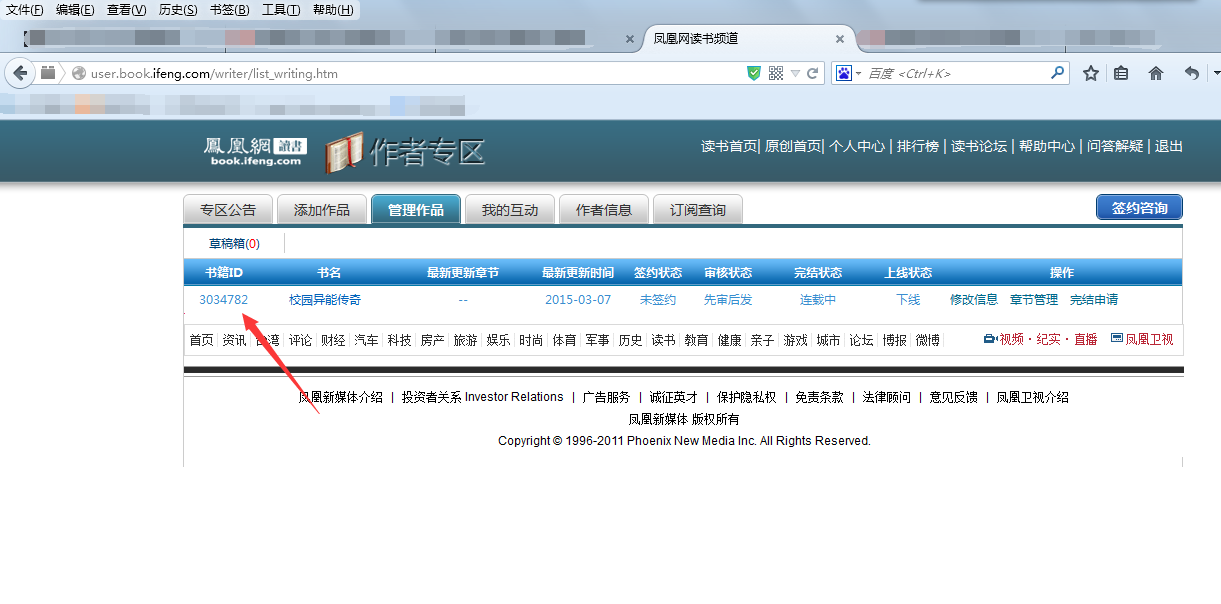 文件(F) 编辑(E) 查看(V) 历史(S) 书签(B) 工具(T) 帮助(H)
凤凰网读书频道
user.book.ifeng.com/writer/list_writing.htm
百度 <Ctrl+K>
鳳凰網 讀書
book.ifeng.com
作者专区
读书首页| 原创首页| 个人中心 | 排行榜 | 读书论坛 | 帮助中心 | 问答解疑 | 退出
专区公告 添加作品 管理作品 我的互动 作者信息 订阅查询 签约咨询
草稿箱(0)
书籍ID 书名 最新更新章节 最新更新时间 签约状态 审核状态 完结状态 上线状态 操作
3034782 校园异能传奇 -- 2015-03-07 未签约 先审后发 连载中 下线 修改信息 章节管理 完结申请
首页 资讯 台湾 评论 财经 汽车 科技 房产 旅游 娱乐 时尚 体育 军事 历史 读书 教育 健康 亲子 游戏 城市 论坛 博报 微博 视频 · 纪实 · 直播 凤凰卫视
凤凰新媒体介绍 | 投资者关系 Investor Relations | 广告服务 | 诚征英才 | 保护隐私权 | 免责条款 | 法律顾问 | 意见反馈 | 凤凰卫视介绍
凤凰新媒体 版权所有
Copyright © 1996-2011 Phoenix New Media Inc. All Rights Reserved.